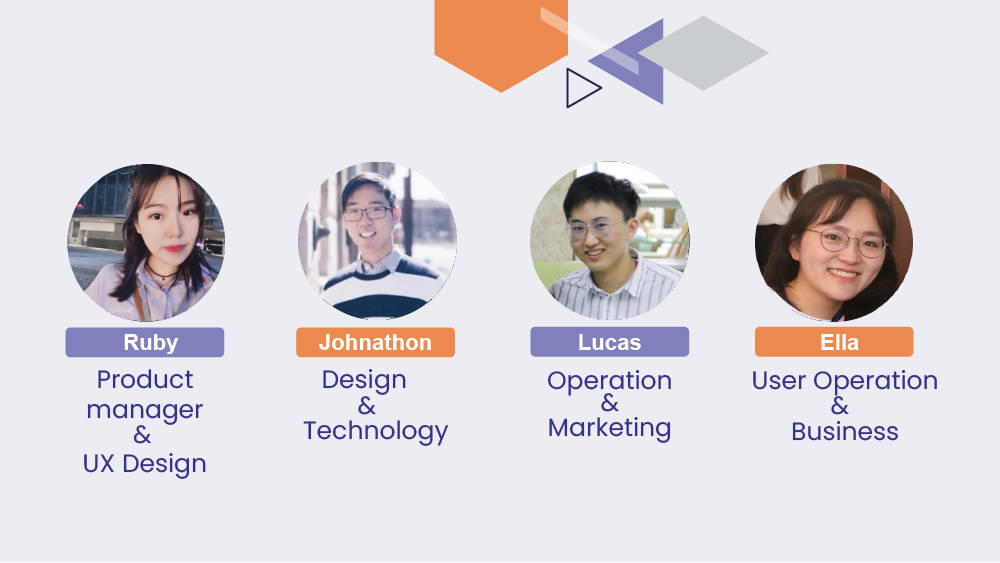 Ruby
Product
manager
&
UX Design
Johnathon
Design
&
Technology
Lucas
Operation
&
Marketing
Ella
User Operation
&
Business